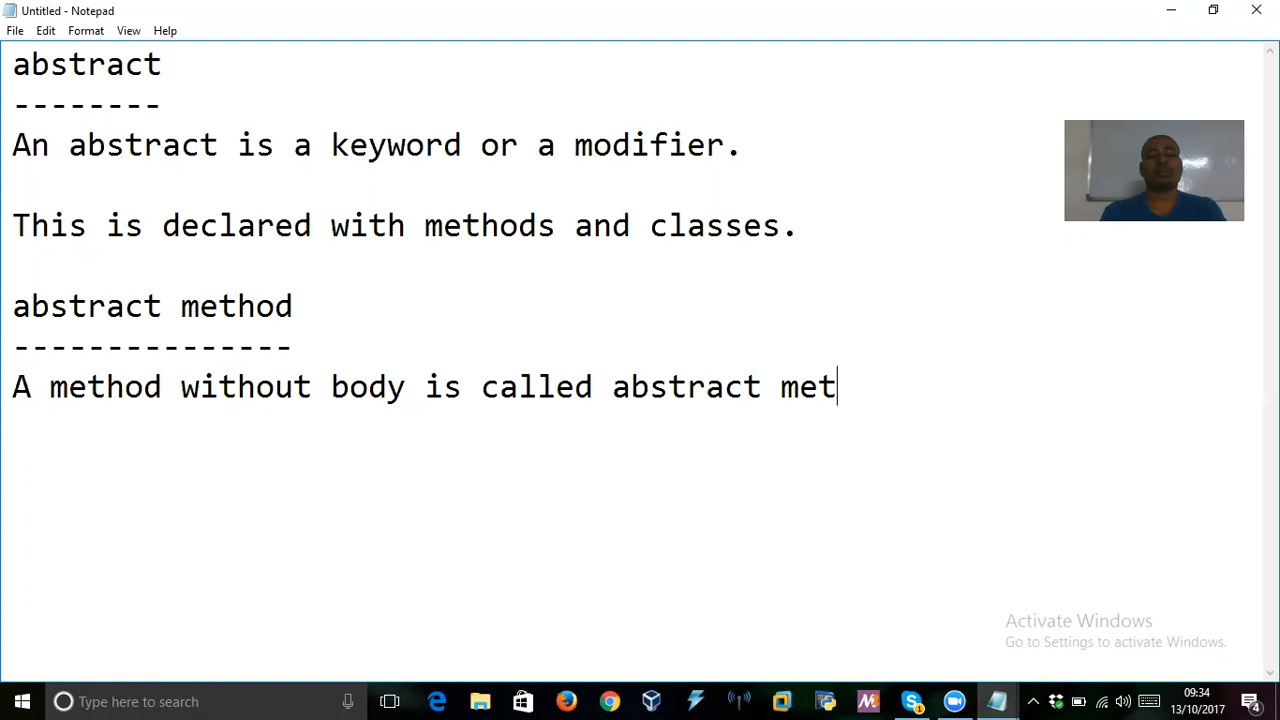 Untitled - Notepad
File Edit Format View Help
abstract
--------
An abstract is a keyword or a modifier.
This is declared with methods and classes.
abstract method
---------------
A method without body is called abstract met
Activate Windows
Go to Settings to activate Windows.
Type here to search
1
09:34
13/10/2017
4